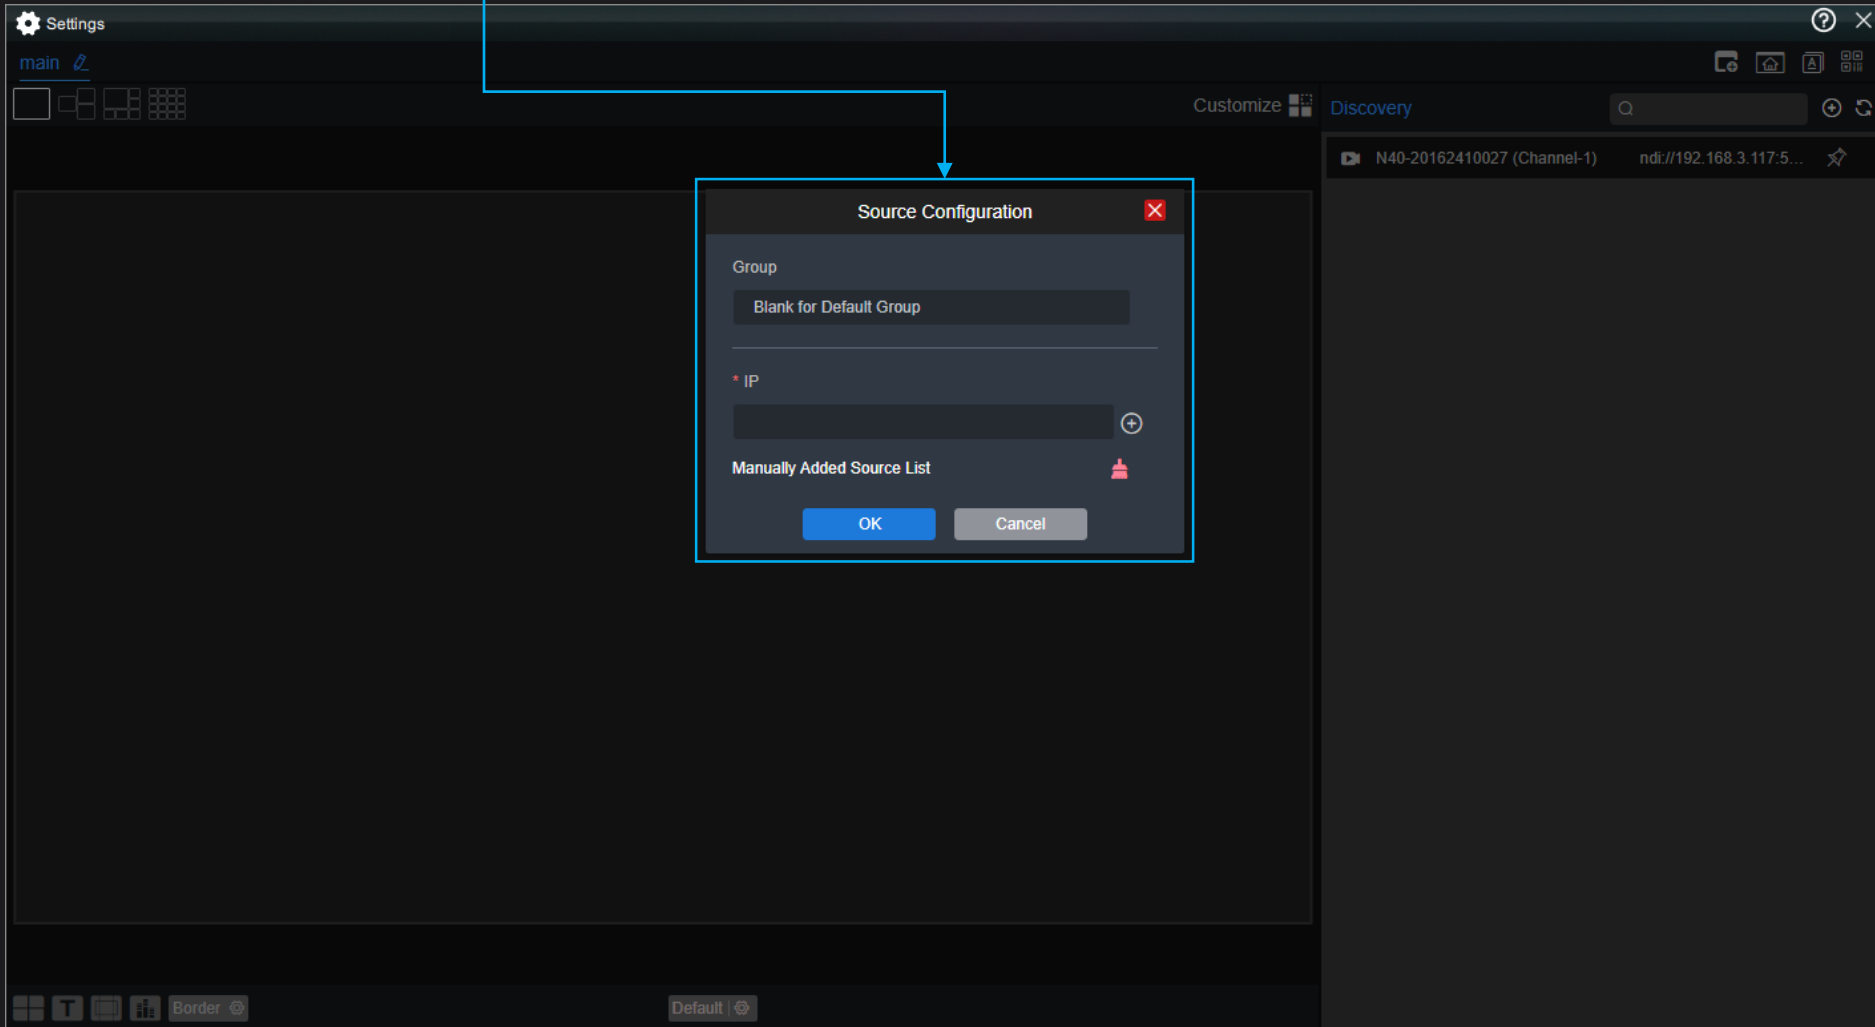 Settings
main
Customize
Discovery
N40-20162410027 (Channel-1) ndi://192.168.3.117:5...
Source Configuration
Group
Blank for Default Group
* IP
Manually Added Source List
OK Cancel
T Border Default